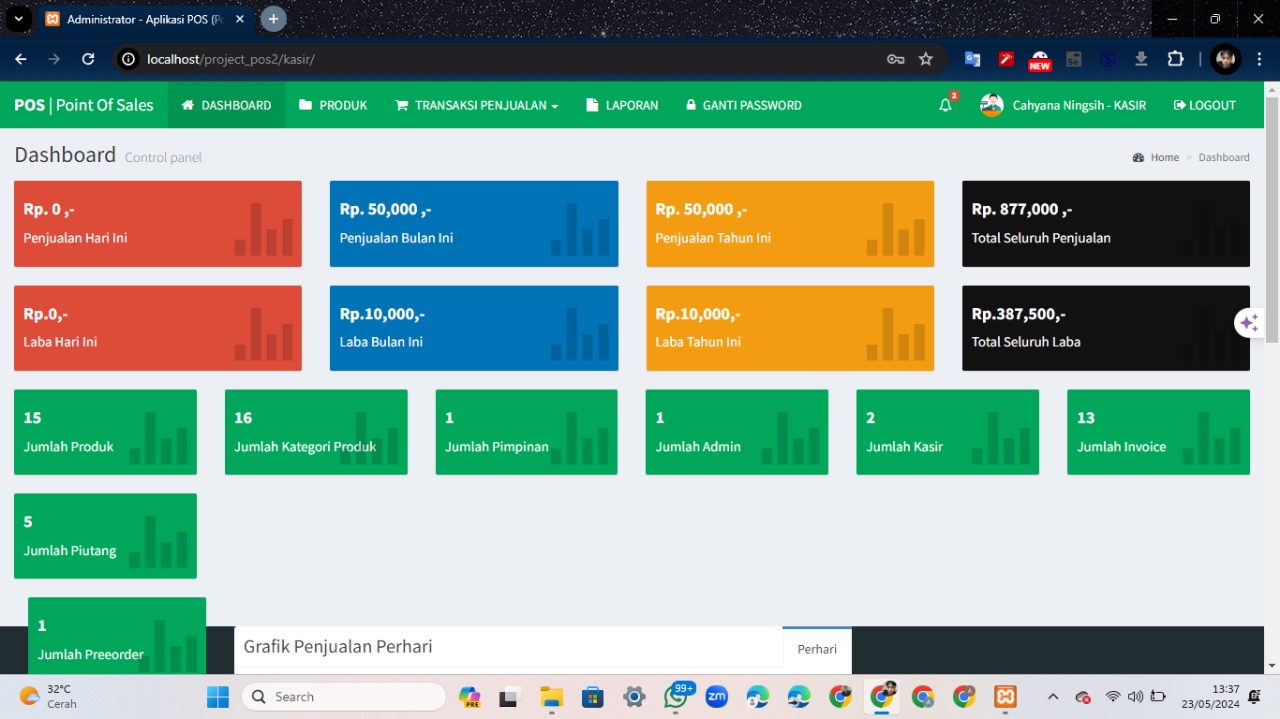 Administrator - Aplikasi POS (P
localhost/project_pos2/kasir/
NEW
POS | Point Of Sales
DASHBOARD
PRODUK
TRANSAKSI PENJUALAN
LAPORAN
GANTI PASSWORD
2
Cahyana Ningsih - KASIR
LOGOUT
Dashboard Control panel
Home > Dashboard
Rp. 0 ,-
Penjualan Hari Ini
Rp. 50,000 ,-
Penjualan Bulan Ini
Rp. 50,000 ,-
Penjualan Tahun Ini
Rp. 877,000 ,-
Total Seluruh Penjualan
Rp.0,-
Laba Hari Ini
Rp.10,000,-
Laba Bulan Ini
Rp.10,000,-
Laba Tahun Ini
Rp.387,500,-
Total Seluruh Laba
15
Jumlah Produk
16
Jumlah Kategori Produk
1
Jumlah Pimpinan
1
Jumlah Admin
2
Jumlah Kasir
13
Jumlah Invoice
5
Jumlah Piutang
1
Jumlah Preeorder
Grafik Penjualan Perhari
Perhari
32°C
Cerah
Search
PRE
99+
zm
13:37
23/05/2024